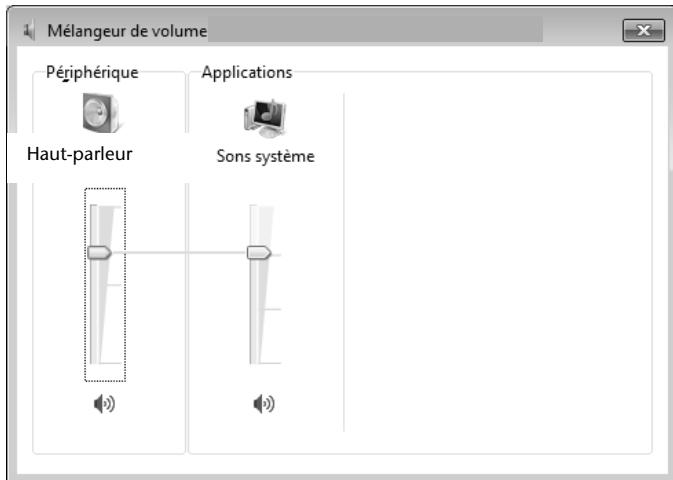 Mélangeur de volume
Périphérique
Applications
Haut-parleur
Sons système